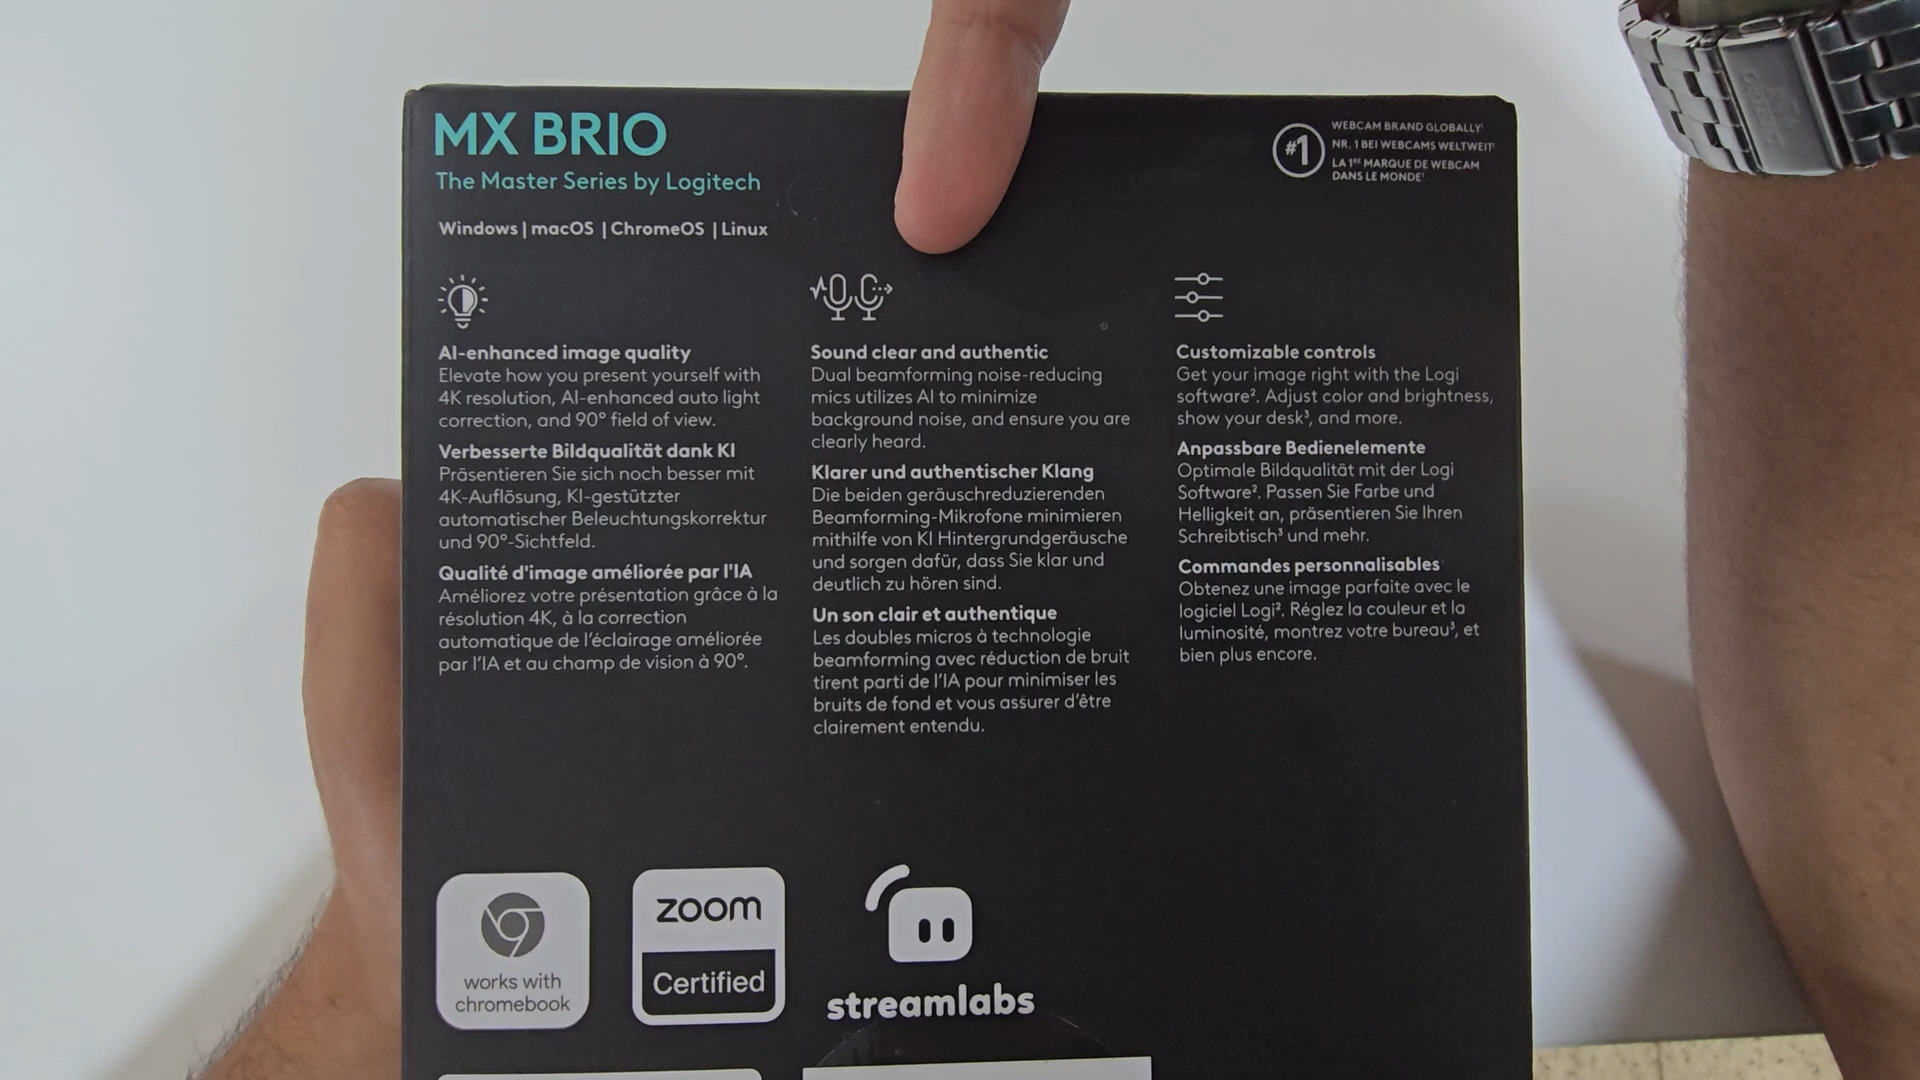 MX BRIO
The Master Series by Logitech
Windows | macOS | ChromeOS | Linux
#1
WEBCAM BRAND GLOBALLY¹
NR. 1 BEI WEBCAMS WELTWEIT¹
LA 1ʳᵉ MARQUE DE WEBCAM
DANS LE MONDE¹
AI-enhanced image quality
Elevate how you present yourself with
4K resolution, AI-enhanced auto light
correction, and 90° field of view.
Verbesserte Bildqualität dank KI
Präsentieren Sie sich noch besser mit
4K-Auflösung, KI-gestützter
automatischer Beleuchtungskorrektur
und 90°-Sichtfeld.
Qualité d'image améliorée par l'IA
Améliorez votre présentation grâce à la
résolution 4K, à la correction
automatique de l'éclairage améliorée
par l'IA et au champ de vision à 90°.
Sound clear and authentic
Dual beamforming noise-reducing
mics utilizes AI to minimize
background noise, and ensure you are
clearly heard.
Klarer und authentischer Klang
Die beiden geräuschreduzierenden
Beamforming-Mikrofone minimieren
mithilfe von KI Hintergrundgeräusche
und sorgen dafür, dass Sie klar und
deutlich zu hören sind.
Un son clair et authentique
Les doubles micros à technologie
beamforming avec réduction de bruit
tirent parti de l'IA pour minimiser les
bruits de fond et vous assurer d'être
clairement entendu.
Customizable controls
Get your image right with the Logi
software². Adjust color and brightness,
show your desk³, and more.
Anpassbare Bedienelemente
Optimale Bildqualität mit der Logi
Software². Passen Sie Farbe und
Helligkeit an, präsentieren Sie Ihren
Schreibtisch³ und mehr.
Commandes personnalisables
Obtenez une image parfaite avec le
logiciel Logi². Réglez la couleur et la
luminosité, montrez votre bureau³, et
bien plus encore.
works with
chromebook
zoom
Certified
streamlabs